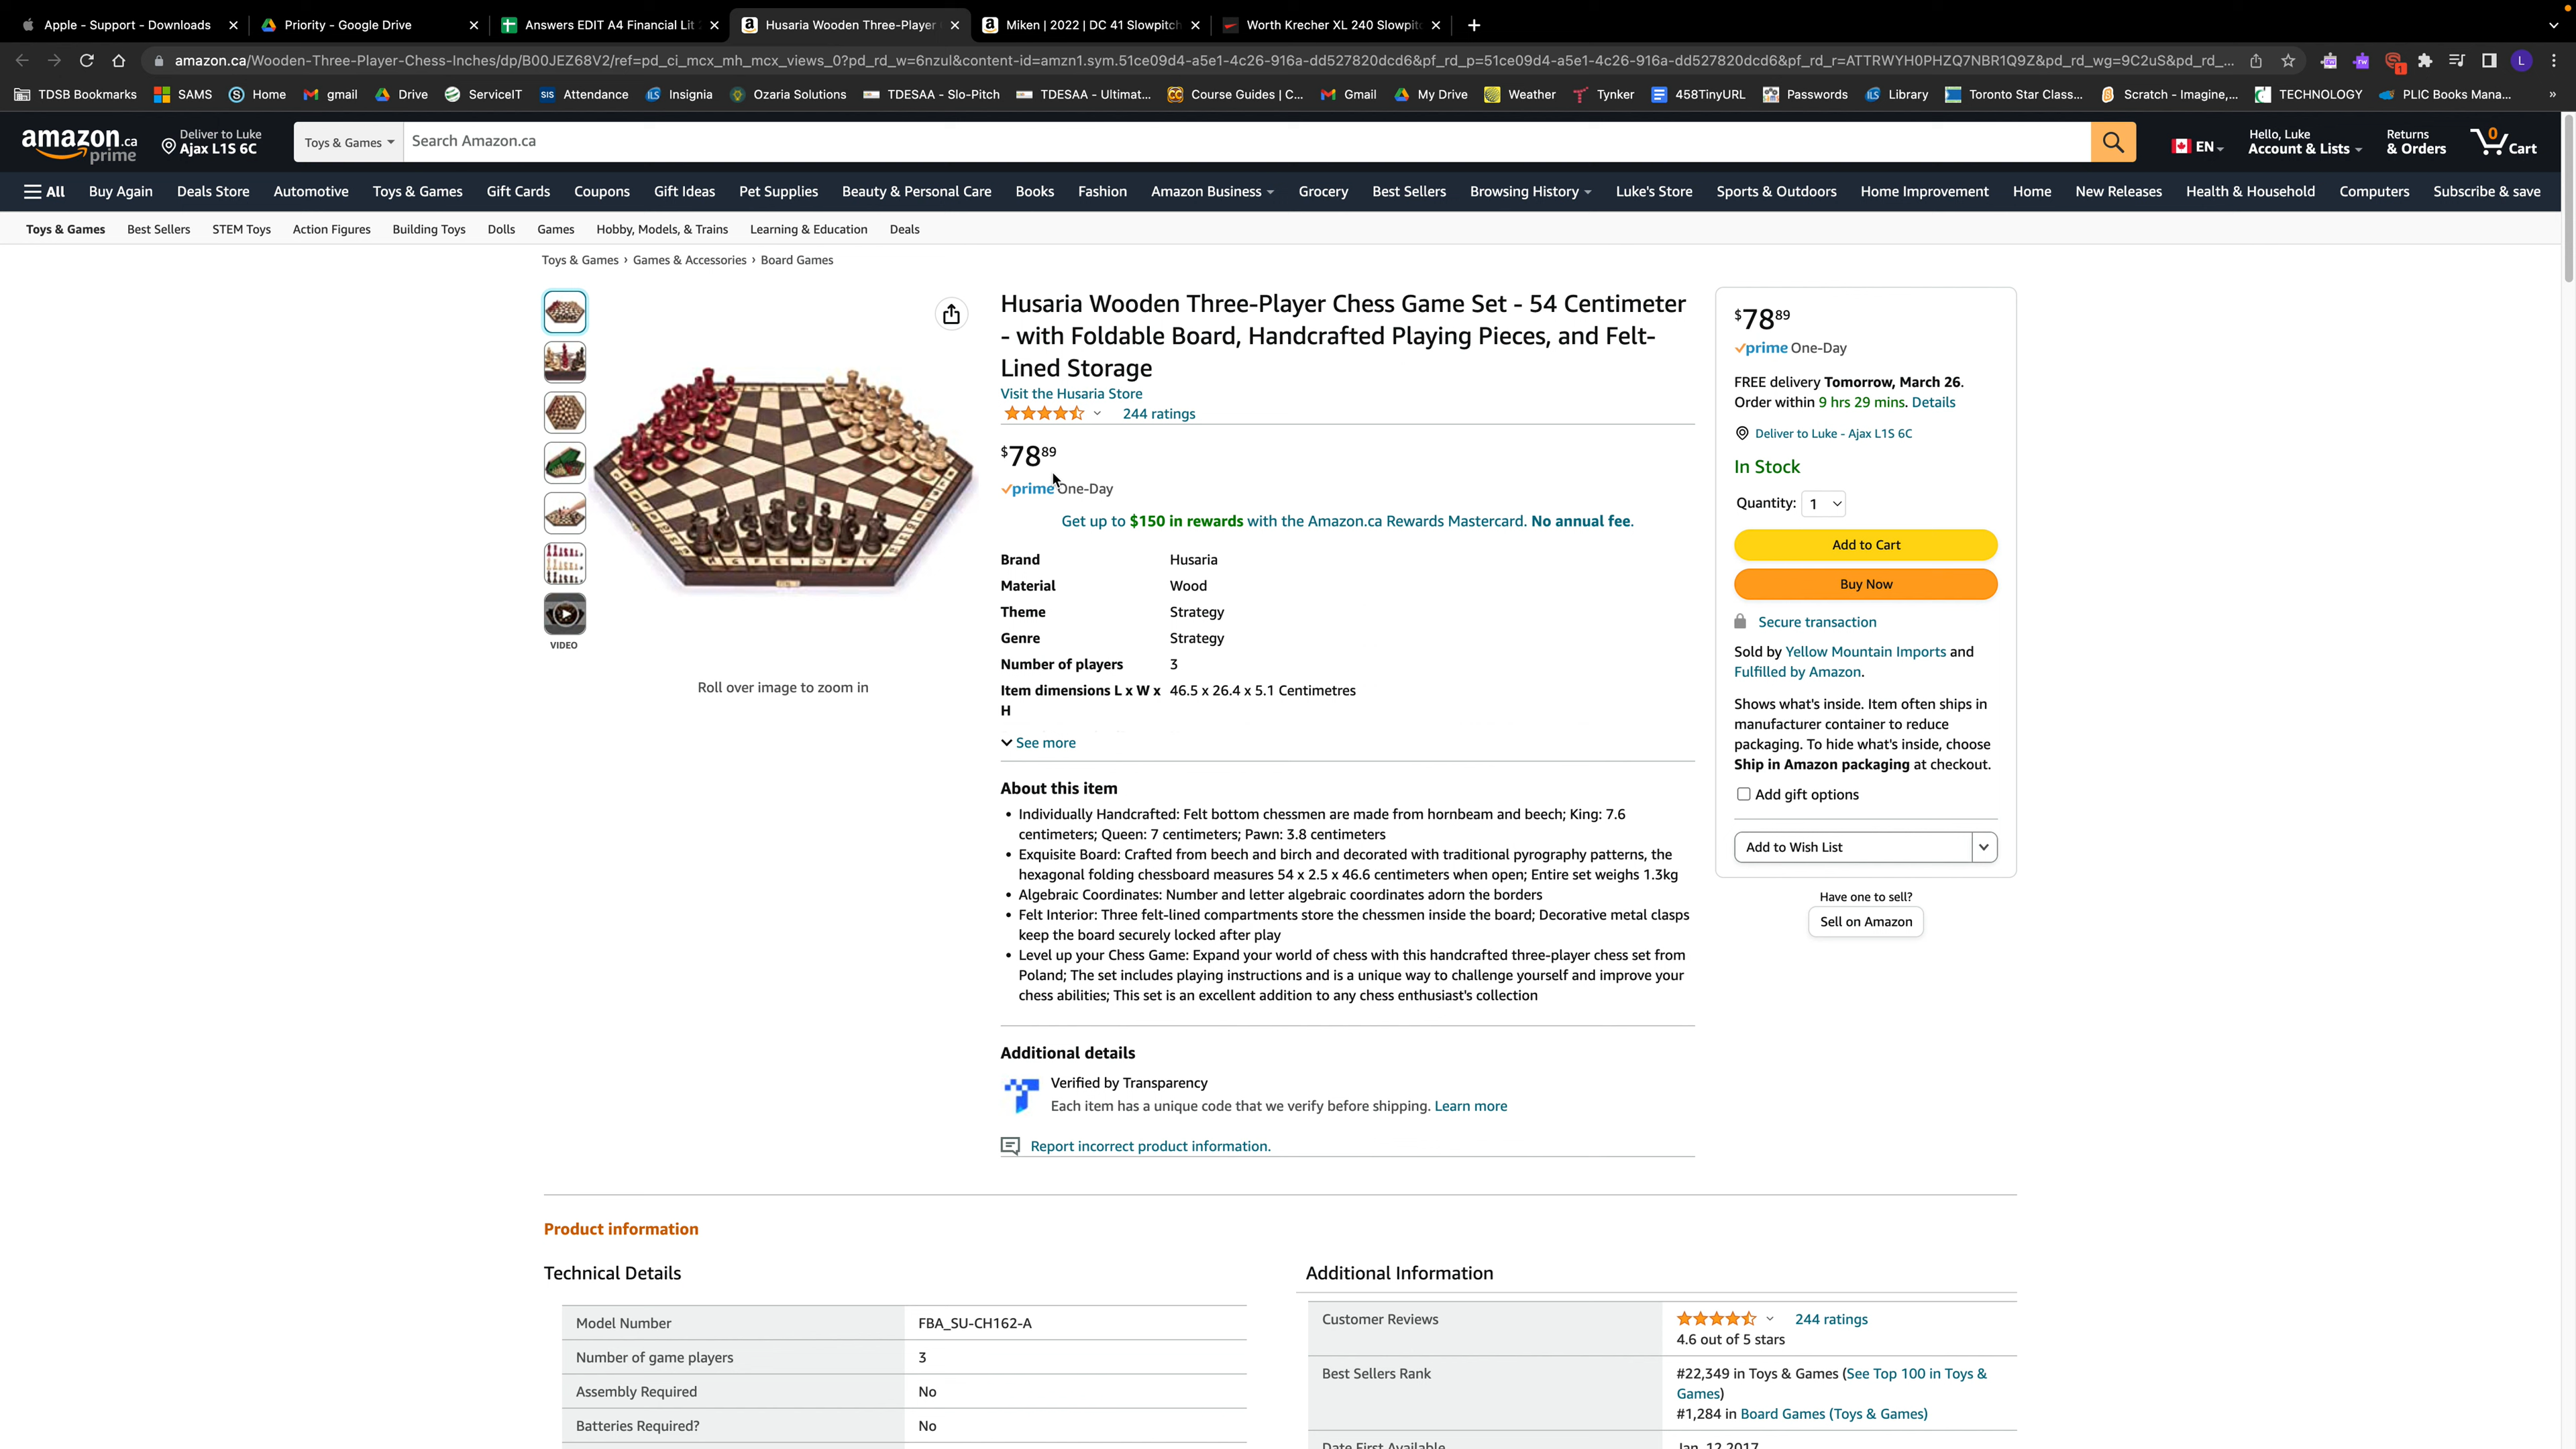 Apple - Support - Downloads
Priority - Google Drive
Answers EDIT A4 Financial Lit
Husaria Wooden Three-Player
Miken | 2022 | DC 41 Slowpitch
Worth Krecher XL 240 Slowpitc
amazon.ca/Wooden-Three-Player-Chess-Inches/dp/B00JEZ68V2/ref=pd_ci_mcx_mh_mcx_views_0?pd_rd_w=6nzul&content-id=amzn1.sym.51ce09d4-a5e1-4c26-916a-dd527820dcd6&pf_rd_p=51ce09d4-a5e1-4c26-916a-dd527820dcd6&pf_rd_r=ATTRWYH0PHZQ7NBR1Q9Z&pd_rd_wg=9C2uS&pd_rd_...
TDSB Bookmarks SAMS Home gmail Drive ServiceIT Attendance Insignia Ozaria Solutions TDESAA - Slo-Pitch TDESAA - Ultimat... Course Guides | C... Gmail My Drive Weather Tynker 458TinyURL Passwords Library Toronto Star Class... Scratch - Imagine,... TECHNOLOGY PLIC Books Mana... »
amazon.ca
prime
Deliver to Luke
Ajax L1S 6C
Toys & Games
Search Amazon.ca
EN
Hello, Luke
Account & Lists
Returns
& Orders
0
Cart
All Buy Again Deals Store Automotive Toys & Games Gift Cards Coupons Gift Ideas Pet Supplies Beauty & Personal Care Books Fashion Amazon Business Grocery Best Sellers Browsing History Luke's Store Sports & Outdoors Home Improvement Home New Releases Health & Household Computers Subscribe & save
Toys & Games Best Sellers STEM Toys Action Figures Building Toys Dolls Games Hobby, Models, & Trains Learning & Education Deals
Toys & Games › Games & Accessories › Board Games
VIDEO
Roll over image to zoom in
Husaria Wooden Three-Player Chess Game Set - 54 Centimeter
- with Foldable Board, Handcrafted Playing Pieces, and Felt-
Lined Storage
Visit the Husaria Store
244 ratings
$78 89
prime One-Day
Get up to $150 in rewards with the Amazon.ca Rewards Mastercard. No annual fee.
Brand Husaria
Material Wood
Theme Strategy
Genre Strategy
Number of players 3
Item dimensions L x W x 46.5 x 26.4 x 5.1 Centimetres
H
See more
About this item
• Individually Handcrafted: Felt bottom chessmen are made from hornbeam and beech; King: 7.6
centimeters; Queen: 7 centimeters; Pawn: 3.8 centimeters
• Exquisite Board: Crafted from beech and birch and decorated with traditional pyrography patterns, the
hexagonal folding chessboard measures 54 x 2.5 x 46.6 centimeters when open; Entire set weighs 1.3kg
• Algebraic Coordinates: Number and letter algebraic coordinates adorn the borders
• Felt Interior: Three felt-lined compartments store the chessmen inside the board; Decorative metal clasps
keep the board securely locked after play
• Level up your Chess Game: Expand your world of chess with this handcrafted three-player chess set from
Poland; The set includes playing instructions and is a unique way to challenge yourself and improve your
chess abilities; This set is an excellent addition to any chess enthusiast's collection
Additional details
Verified by Transparency
Each item has a unique code that we verify before shipping. Learn more
Report incorrect product information.
$78 89
prime One-Day
FREE delivery Tomorrow, March 26.
Order within 9 hrs 29 mins. Details
Deliver to Luke - Ajax L1S 6C
In Stock
Quantity: 1
Add to Cart
Buy Now
Secure transaction
Sold by Yellow Mountain Imports and
Fulfilled by Amazon.
Shows what's inside. Item often ships in
manufacturer container to reduce
packaging. To hide what's inside, choose
Ship in Amazon packaging at checkout.
Add gift options
Add to Wish List
Have one to sell?
Sell on Amazon
Product information
Technical Details
Model Number FBA_SU-CH162-A
Number of game players 3
Assembly Required No
Batteries Required? No
Additional Information
Customer Reviews 244 ratings
4.6 out of 5 stars
Best Sellers Rank #22,349 in Toys & Games (See Top 100 in Toys &
Games)
#1,284 in Board Games (Toys & Games)
Date First Available Jan. 12 2017